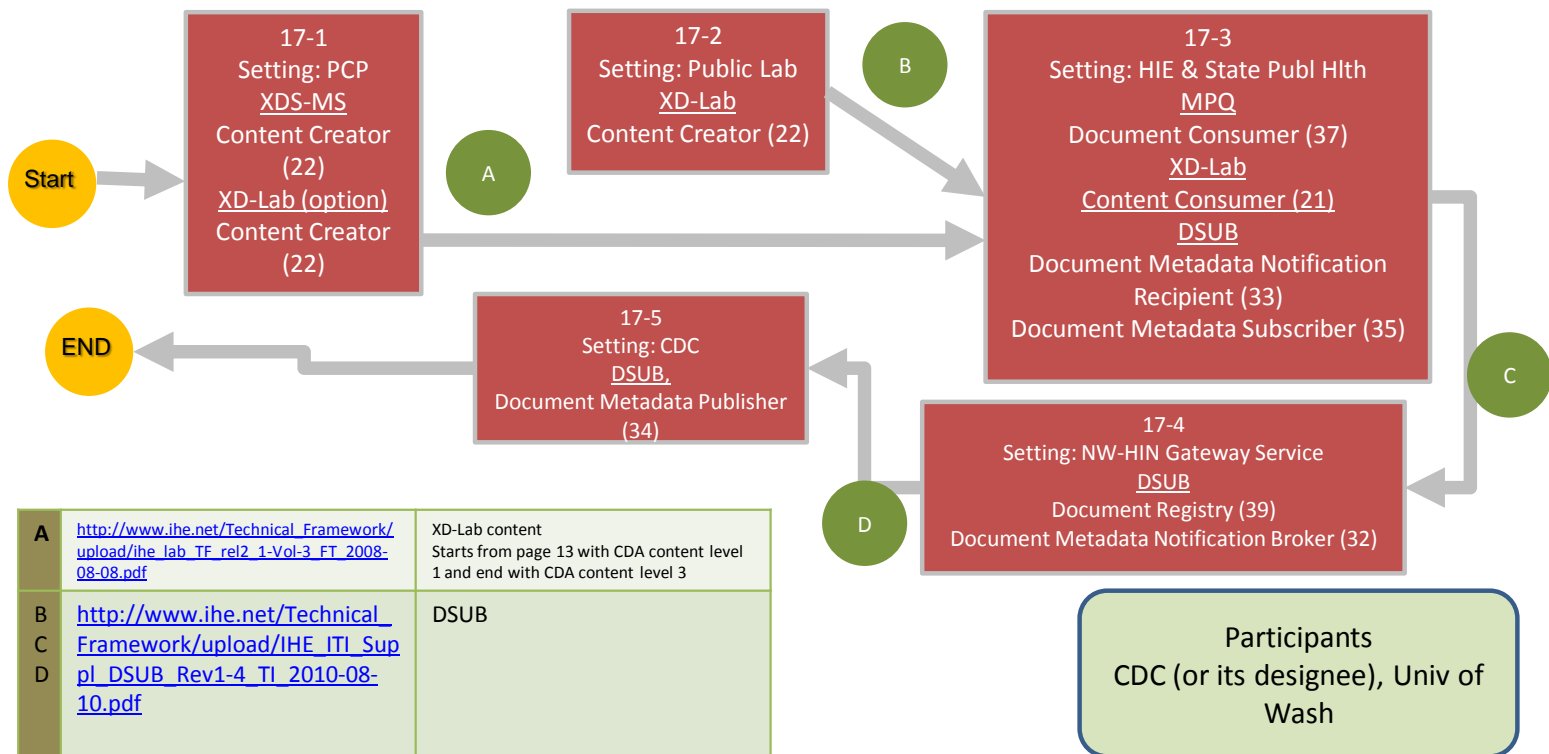 17-1
Setting: PCP
XDS-MS
Content Creator
(22)
XD-Lab (option)
Content Creator
(22)
17-2
Setting: Public Lab
XD-Lab
Content Creator (22)
B
17-3
Setting: HIE & State Publ Hlth
MPQ
Document Consumer (37)
XD-Lab
Content Consumer (21)
DSUB
Document Metadata Notification
Recipient (33)
Document Metadata Subscriber (35)
Start
A
END
17-5
Setting: CDC
DSUB,
Document Metadata Publisher
(34)
C
17-4
Setting: NW-HIN Gateway Service
DSUB
Document Registry (39)
Document Metadata Notification Broker (32)
D
A
http://www.ihe.net/Technical_Framework/
upload/ihe_lab_TF_rel2_1-Vol-3_FT_2008-
08-08.pdf
XD-Lab content
Starts from page 13 with CDA content level
1 and end with CDA content level 3
B
C
D
http://www.ihe.net/Technical_
Framework/upload/IHE_ITI_Sup
pl_DSUB_Rev1-4_TI_2010-08-
10.pdf
DSUB
Participants
CDC (or its designee), Univ of
Wash